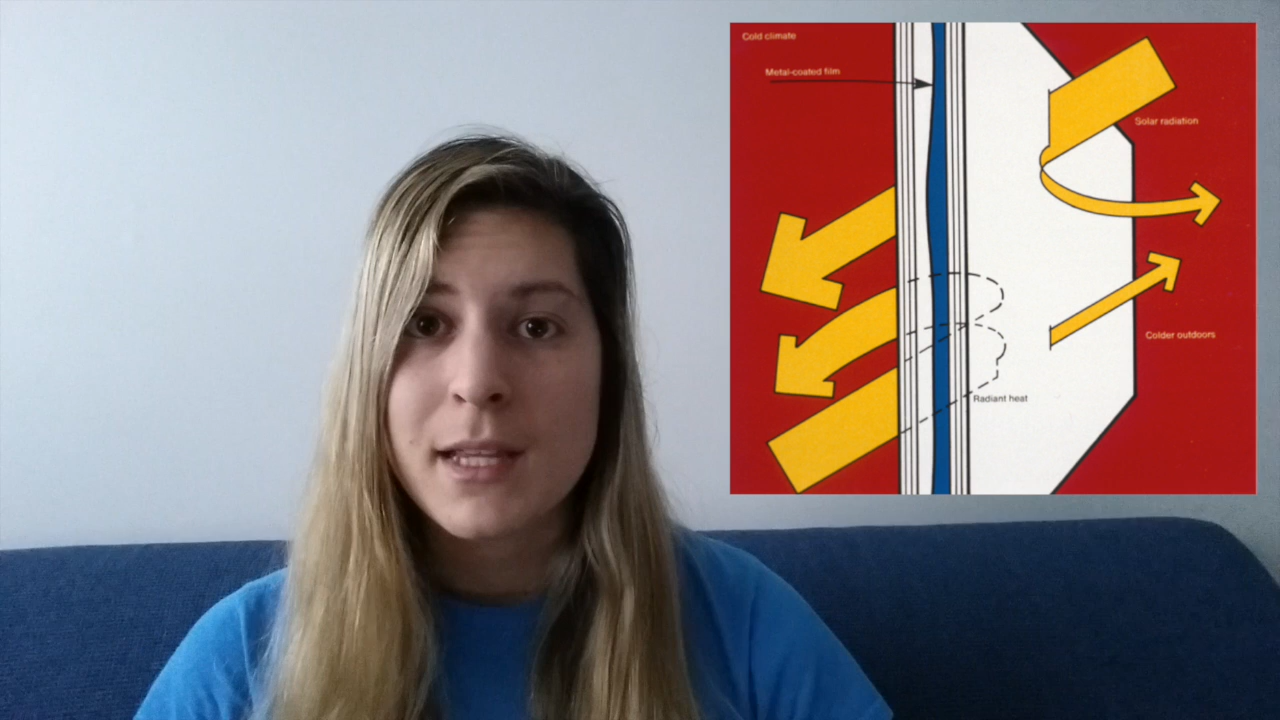 Cold climate
Metal-coated film
Solar radiation
Colder outdoors
Radiant heat